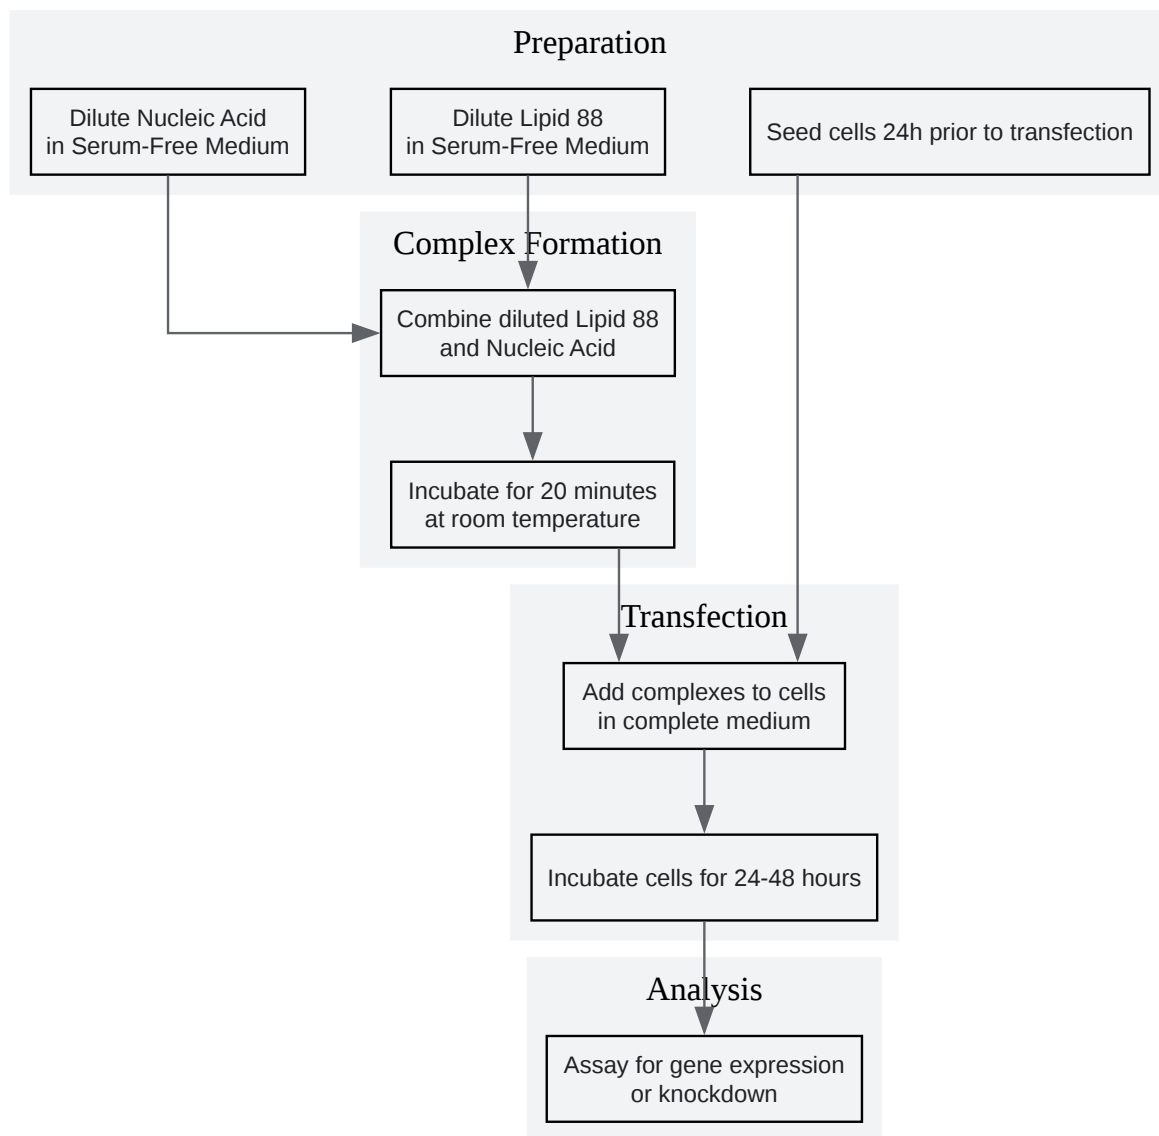 Preparation
Dilute Nucleic Acid
in Serum-Free Medium
Dilute Lipid 88
in Serum-Free Medium
Seed cells 24h prior to transfection
Complex Formation
Combine diluted Lipid 88
and Nucleic Acid
Incubate for 20 minutes
at room temperature
Transfection
Add complexes to cells
in complete medium
Incubate cells for 24-48 hours
Analysis
Assay for gene expression
or knockdown